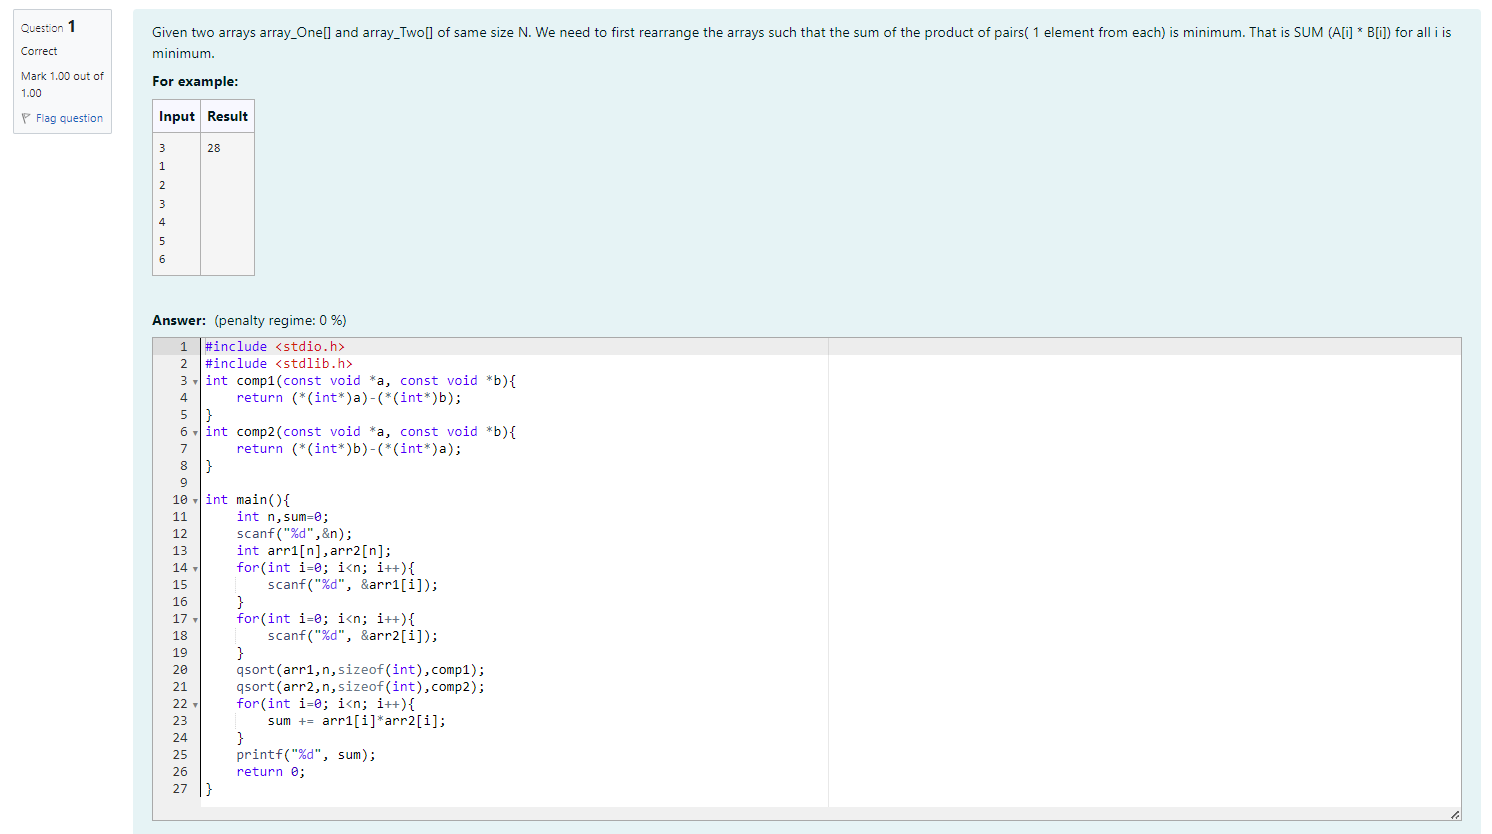 Question 1
Correct
Mark 1.00 out of
1.00
Flag question
Given two arrays array_One[] and array_Two[] of same size N. We need to first rearrange the arrays such that the sum of the product of pairs( 1 element from each) is minimum. That is SUM (A[i] * B[i]) for all i is
minimum.
For example:
Input Result
3 28
1
2
3
4
5
6
Answer: (penalty regime: 0 %)
1 #include <stdio.h>
2 #include <stdlib.h>
3 int comp1(const void *a, const void *b){
4     return (*(int*)a)-(*(int*)b);
5 }
6 int comp2(const void *a, const void *b){
7     return (*(int*)b)-(*(int*)a);
8 }
9
10 int main(){
11     int n,sum=0;
12     scanf("%d",&n);
13     int arr1[n],arr2[n];
14     for(int i=0; i<n; i++){
15         scanf("%d", &arr1[i]);
16     }
17     for(int i=0; i<n; i++){
18         scanf("%d", &arr2[i]);
19     }
20     qsort(arr1,n,sizeof(int),comp1);
21     qsort(arr2,n,sizeof(int),comp2);
22     for(int i=0; i<n; i++){
23         sum += arr1[i]*arr2[i];
24     }
25     printf("%d", sum);
26     return 0;
27 }